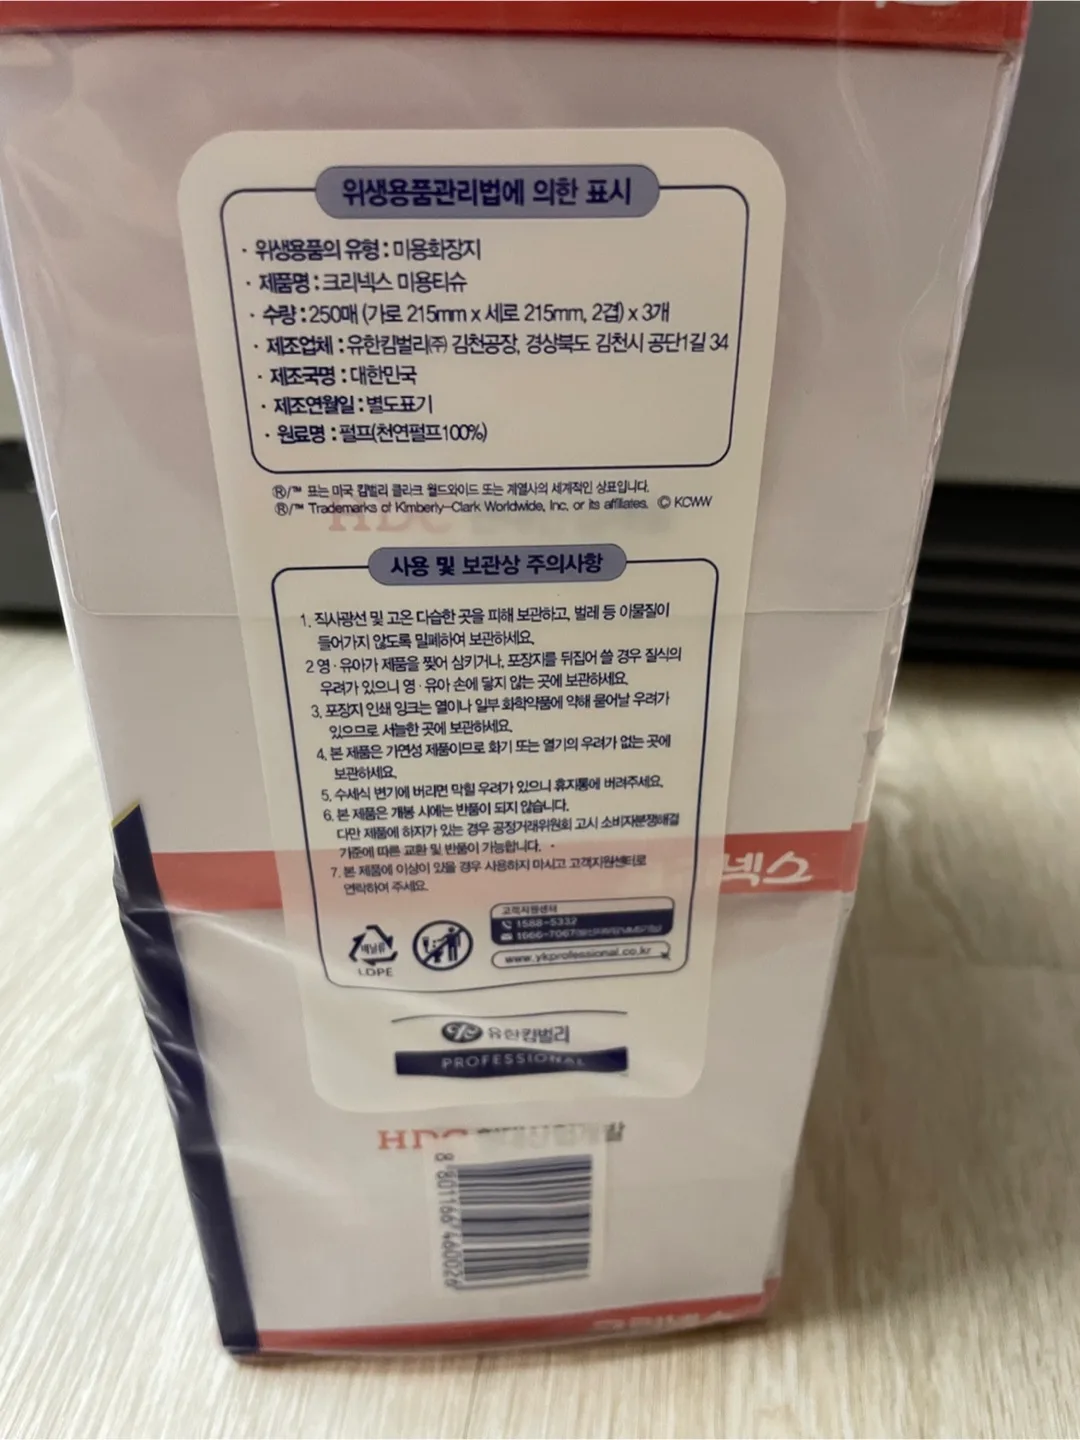 위생용품관리법에 의한 표시
· 위생용품의 유형 : 미용화장지
· 제품명 : 크리넥스 미용티슈
· 수량 : 250매 (가로 215mm x 세로 215mm, 2겹) x 3개
· 제조업체 : 유한킴벌리㈜ 김천공장, 경상북도 김천시 공단1길 34
· 제조국명 : 대한민국
· 제조연월일 : 별도표기
· 원료명 : 펄프(천연펄프100%)
Ⓡ/™ 표는 미국 킴벌리 클라크 월드와이드 또는 계열사의 세계적인 상표입니다.
Ⓡ/™ Trademarks of Kimberly-Clark Worldwide, Inc. or its affiliates. © KCWW
HDC
사용 및 보관상 주의사항
1. 직사광선 및 고온 다습한 곳을 피해 보관하고, 벌레 등 이물질이
들어가지 않도록 밀폐하여 보관하세요.
2 영 · 유아가 제품을 찢어 삼키거나, 포장지를 뒤집어 쓸 경우 질식의
우려가 있으니 영 · 유아 손에 닿지 않는 곳에 보관하세요.
3. 포장지 인쇄 잉크는 열이나 일부 화학약품에 약해 묻어날 우려가
있으므로 서늘한 곳에 보관하세요.
4. 본 제품은 가연성 제품이므로 화기 또는 열기의 우려가 없는 곳에
보관하세요.
5. 수세식 변기에 버리면 막힐 우려가 있으니 휴지통에 버려주세요.
6. 본 제품은 개봉 시에는 반품이 되지 않습니다.
다만 제품에 하자가 있는 경우 공정거래위원회 고시 소비자분쟁해결
기준에 따른 교환 및 반품이 가능합니다.
7. 본 제품에 이상이 있을 경우 사용하지 마시고 고객지원센터로
연락하여 주세요.
넥스
비닐류
LDPE
고객지원센터
1588-5332
1666-7067
www.ykprofessional.co.kr
유한킴벌리
PROFESSIONAL
HDC 현대산업개발
8 801166 460026
크리넥스